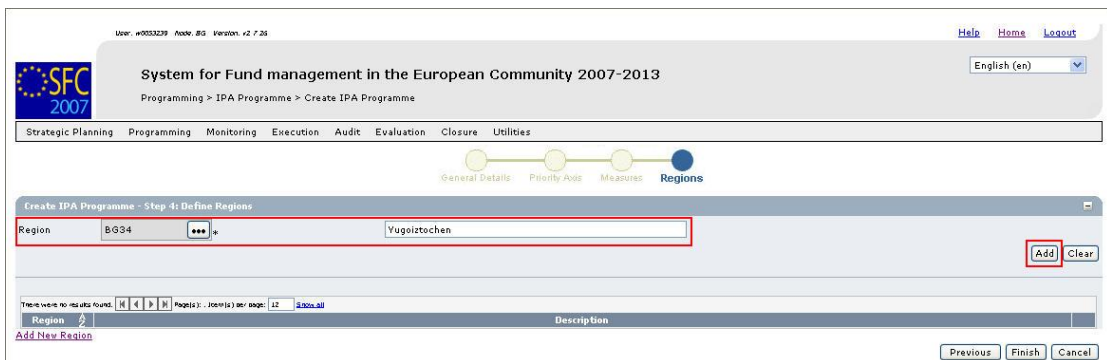 User. w0053239 Node. BG Version. v2 7 26
Help Home Logout
SFC
2007
System for Fund management in the European Community 2007-2013
English (en)
Programming > IPA Programme > Create IPA Programme
Strategic Planning Programming Monitoring Execution Audit Evaluation Closure Utilities
General Details Priority Axis Measures Regions
Create IPA Programme - Step 4: Define Regions
Region BG34 ... * Yugoiztochen
Add Clear
There were no results found. Page(s): . Item(s) per page: 12 Show all
Region Description
Add New Region
Previous Finish Cancel